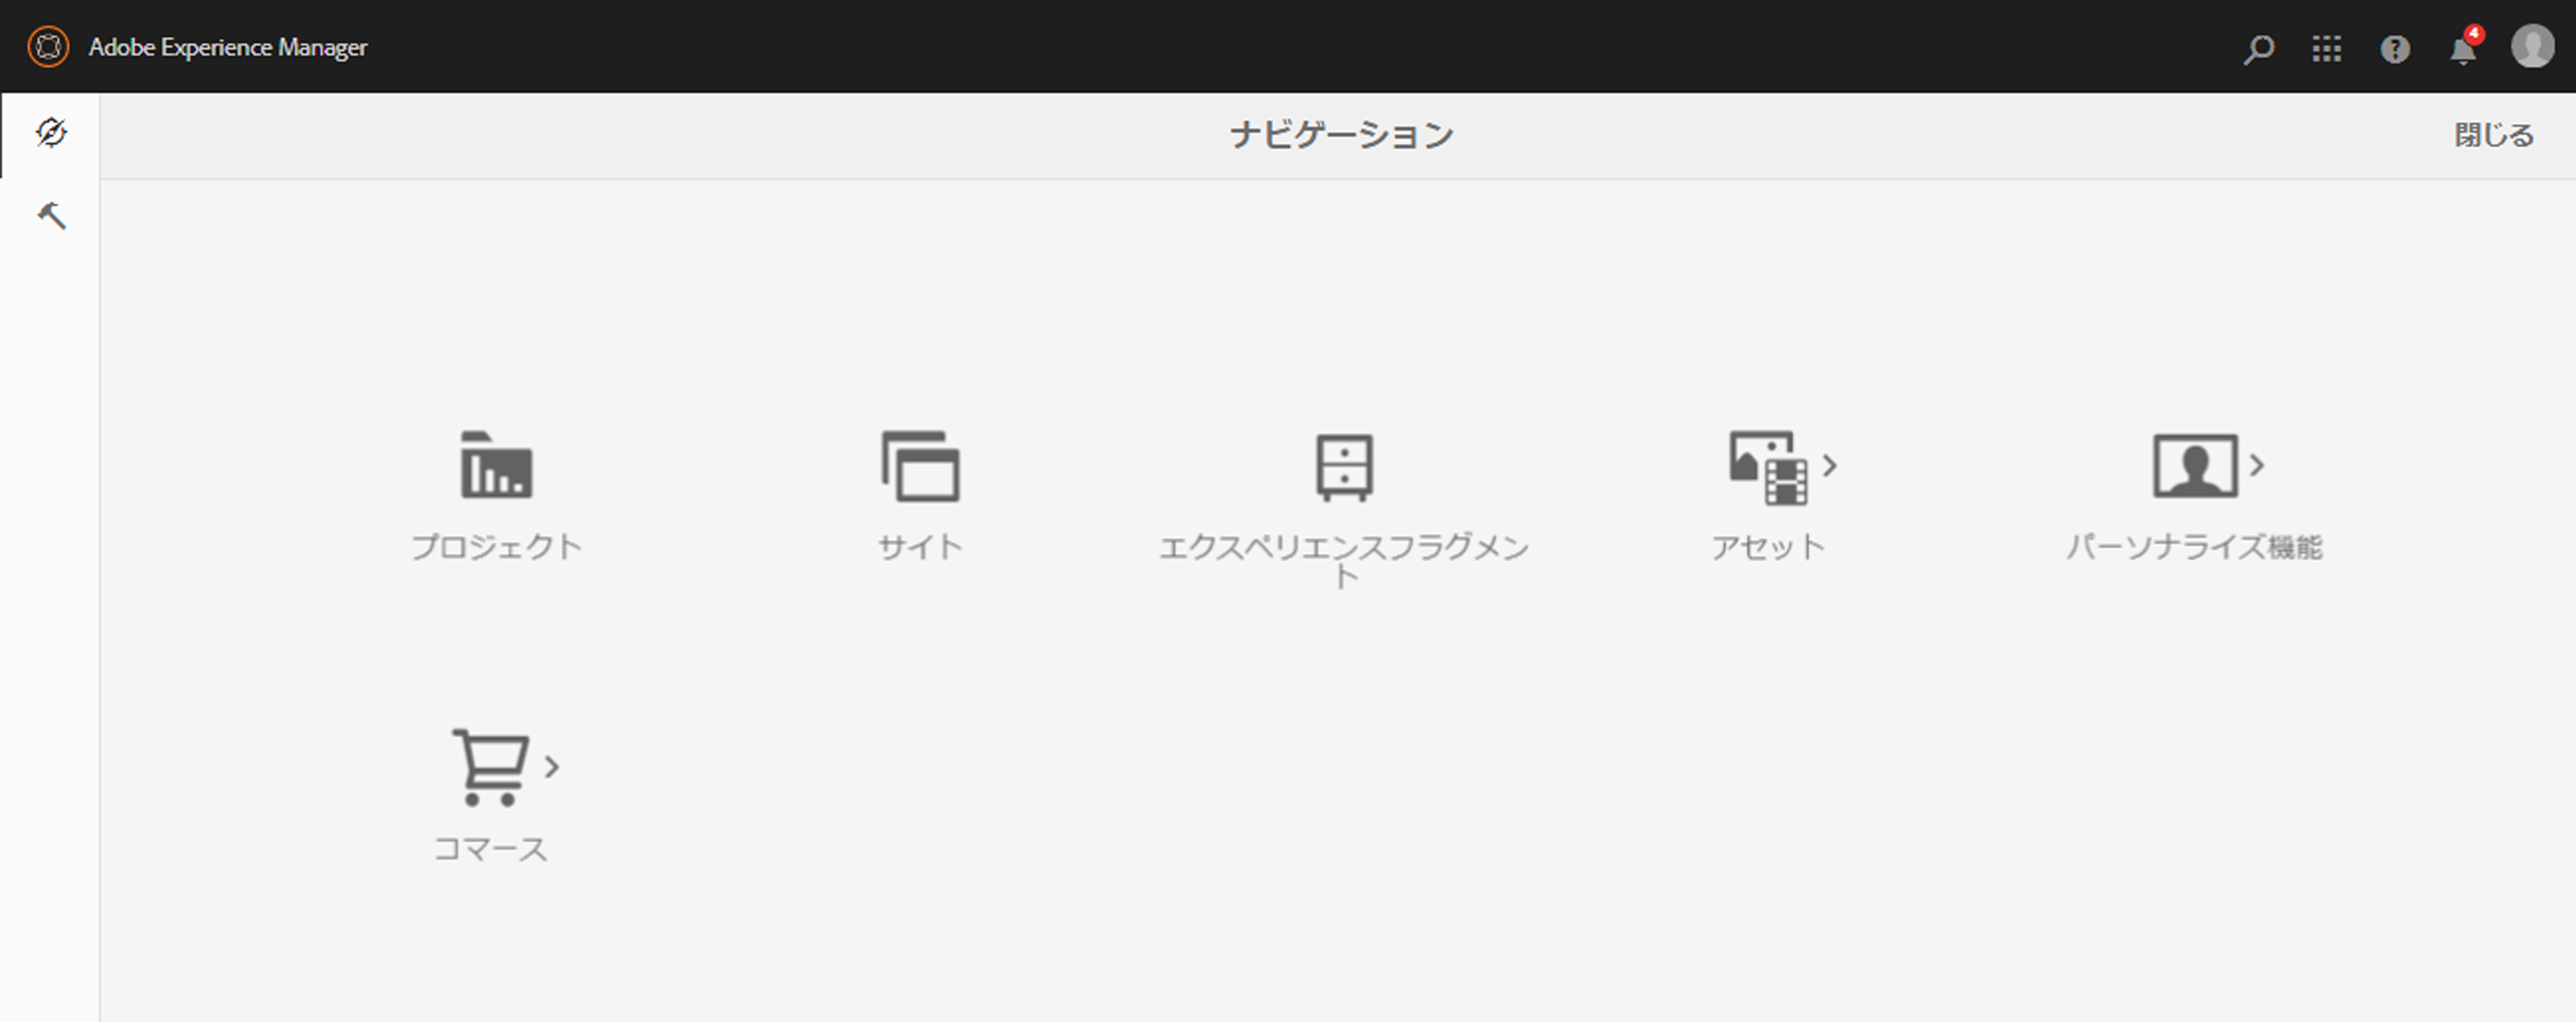 Adobe Experience Manager
4
ナビゲーション
閉じる
プロジェクト
サイト
エクスペリエンスフラグメン
ト
アセット
パーソナライズ機能
コマース